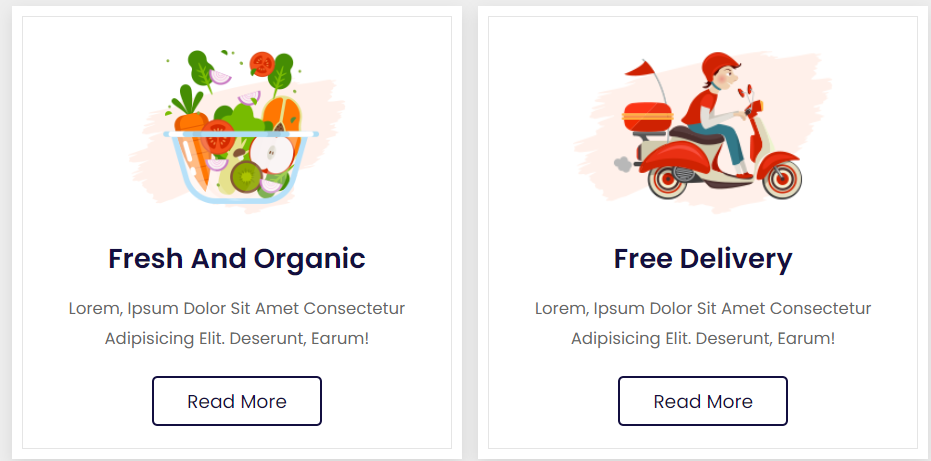 Fresh And Organic
Lorem, Ipsum Dolor Sit Amet Consectetur
Adipisicing Elit. Deserunt, Earum!
Read More
Free Delivery
Lorem, Ipsum Dolor Sit Amet Consectetur
Adipisicing Elit. Deserunt, Earum!
Read More